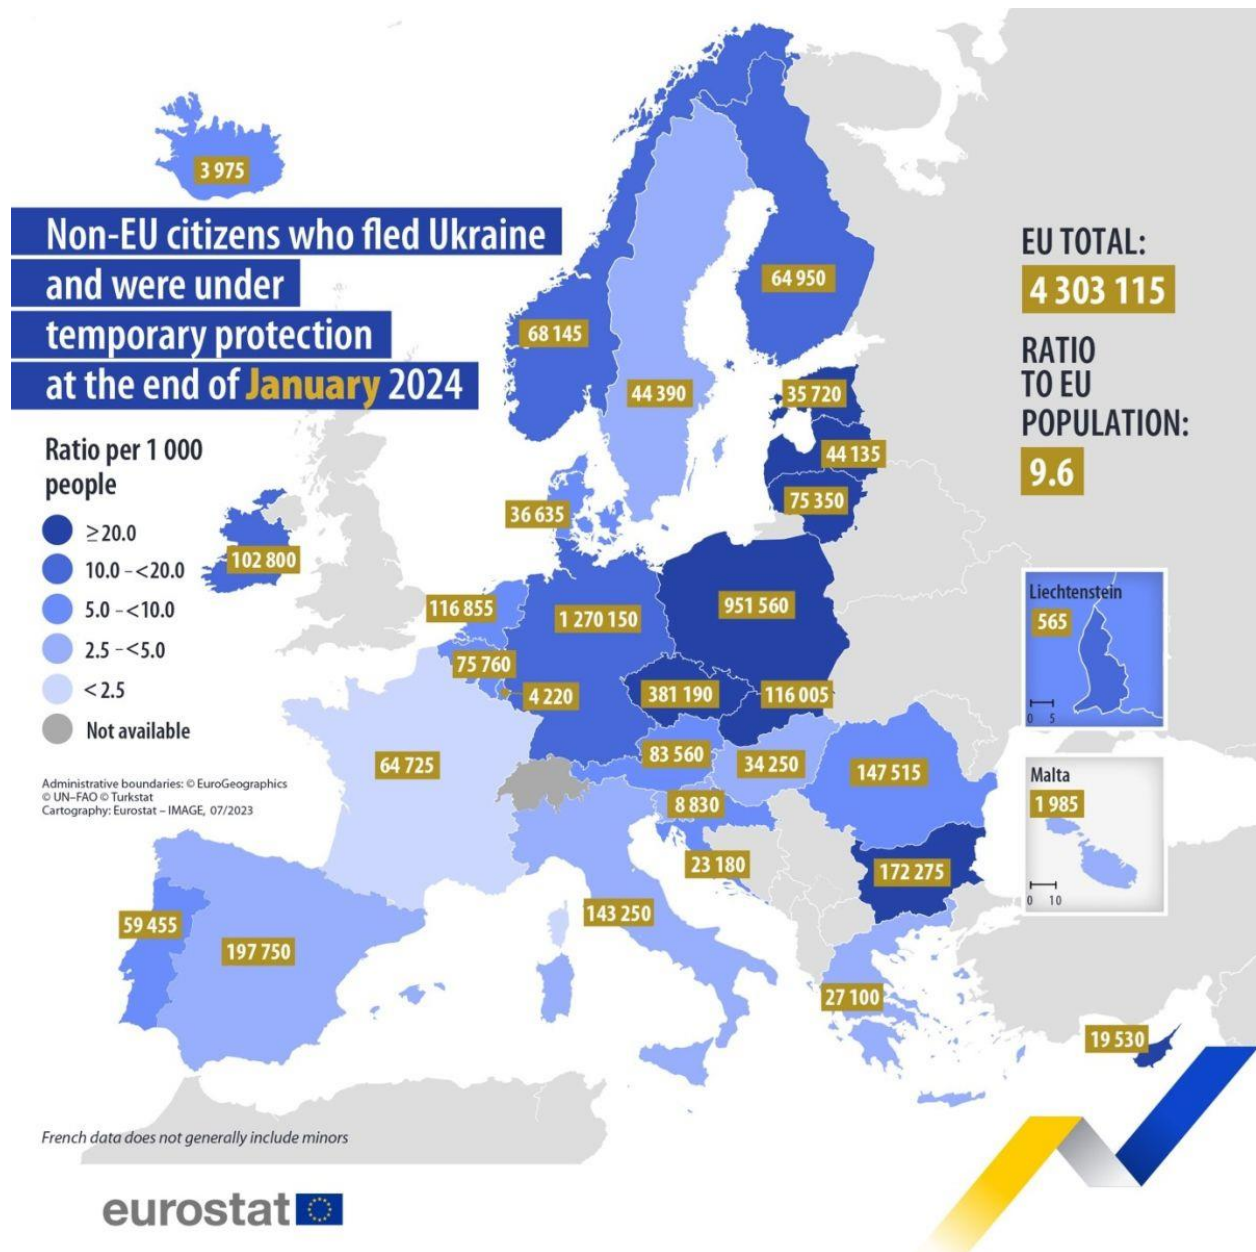 3 975
Non-EU citizens who fled Ukraine
and were under
temporary protection
at the end of January 2024
Ratio per 1 000
people
≥20.0
10.0 –<20.0
5.0 –<10.0
2.5 –<5.0
<2.5
Not available
Administrative boundaries: © EuroGeographics
© UN–FAO © Turkstat
Cartography: Eurostat – IMAGE, 07/2023
EU TOTAL:
4 303 115
RATIO
TO EU
POPULATION:
9.6
64 950
68 145
44 390
35 720
44 135
75 350
36 635
102 800
116 855
1 270 150
951 560
75 760
4 220
381 190
116 005
64 725
83 560
34 250
147 515
8 830
23 180
172 275
59 455
197 750
143 250
27 100
19 530
Liechtenstein
565
0 5
Malta
1 985
0 10
French data does not generally include minors
eurostat